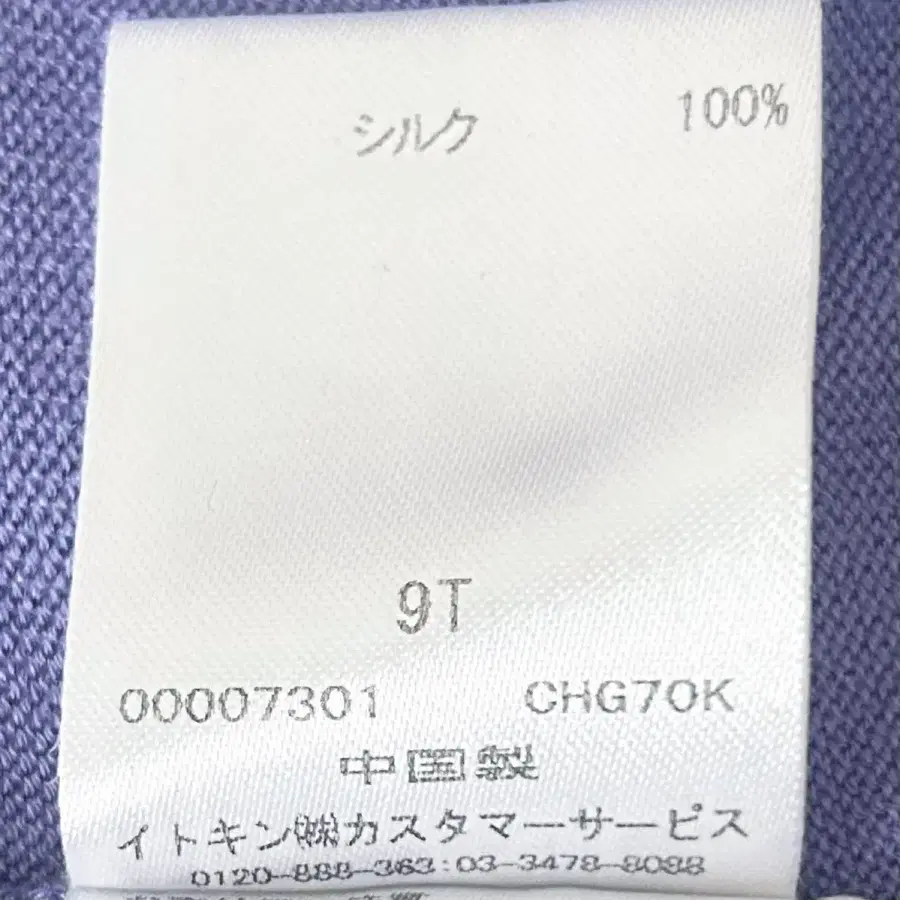 シルク 100%
9T
00007301 CHG70K
中国製
イトキン㈱カスタマーサービス
0120-888-363:03-3478-8088